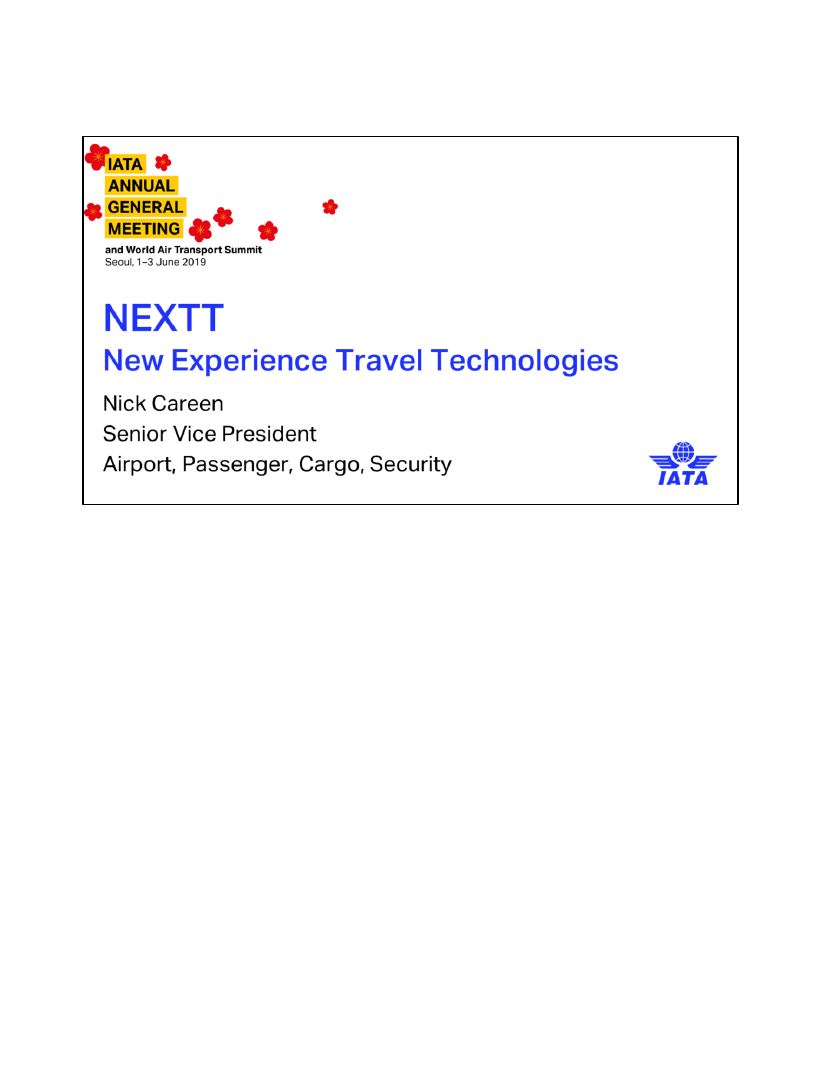 IATA
ANNUAL
GENERAL
MEETING
and World Air Transport Summit
Seoul, 1–3 June 2019
NEXTT
New Experience Travel Technologies
Nick Careen
Senior Vice President
Airport, Passenger, Cargo, Security
IATA